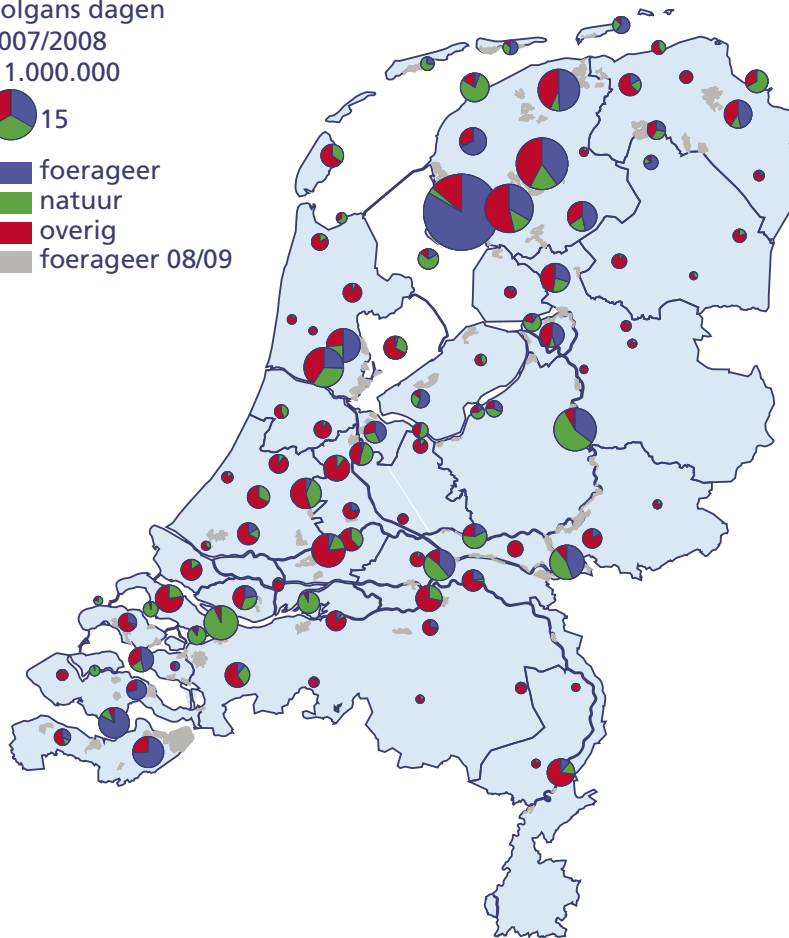 olgans dagen
007/2008
1.000.000
15
foerageer
natuur
overig
foerageer 08/09